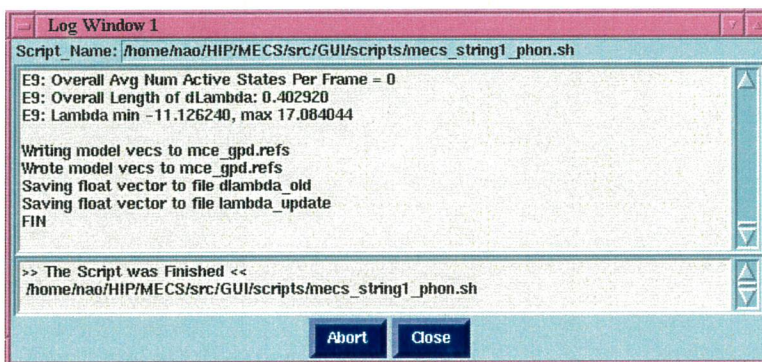 Log Window 1
Script_Name: /home/nao/HIP/MECS/src/GUI/scripts/mecs_string1_phon.sh
E9: Overall Avg Num Active States Per Frame = 0
E9: Overall Length of dLambda: 0.402920
E9: Lambda min -11.126240, max 17.084044
Writing model vecs to mce_gpd.refs
Wrote model vecs to mce_gpd.refs
Saving float vector to file dlambda_old
Saving float vector to file lambda_update
FIN
>> The Script was Finished <<
/home/nao/HIP/MECS/src/GUI/scripts/mecs_string1_phon.sh
Abort Close